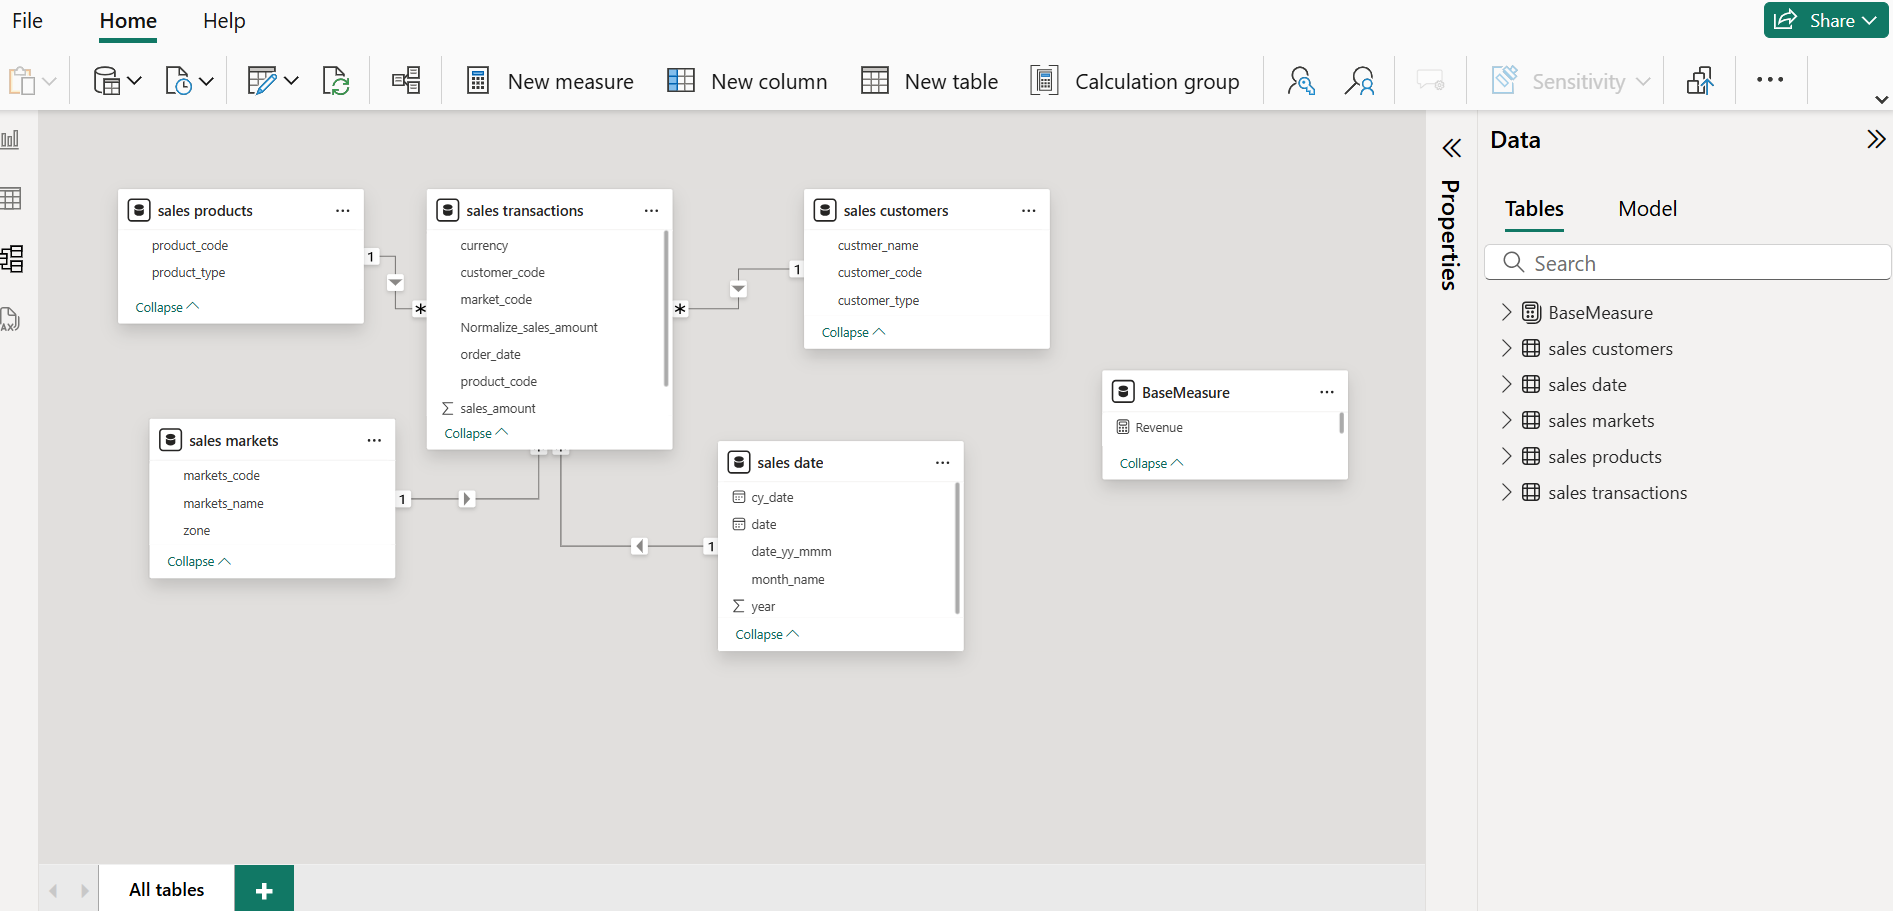 File
Home
Help
Share
New measure
New column
New table
Calculation group
Sensitivity
sales products
product_code
product_type
Collapse
1
*
sales transactions
currency
customer_code
market_code
Normalize_sales_amount
order_date
product_code
sales_amount
Collapse
*
1
sales customers
custmer_name
customer_code
customer_type
Collapse
sales markets
markets_code
markets_name
zone
Collapse
1
1
sales date
cy_date
date
date_yy_mmm
month_name
year
Collapse
BaseMeasure
Revenue
Collapse
All tables
Properties
Data
Tables
Model
Search
BaseMeasure
sales customers
sales date
sales markets
sales products
sales transactions